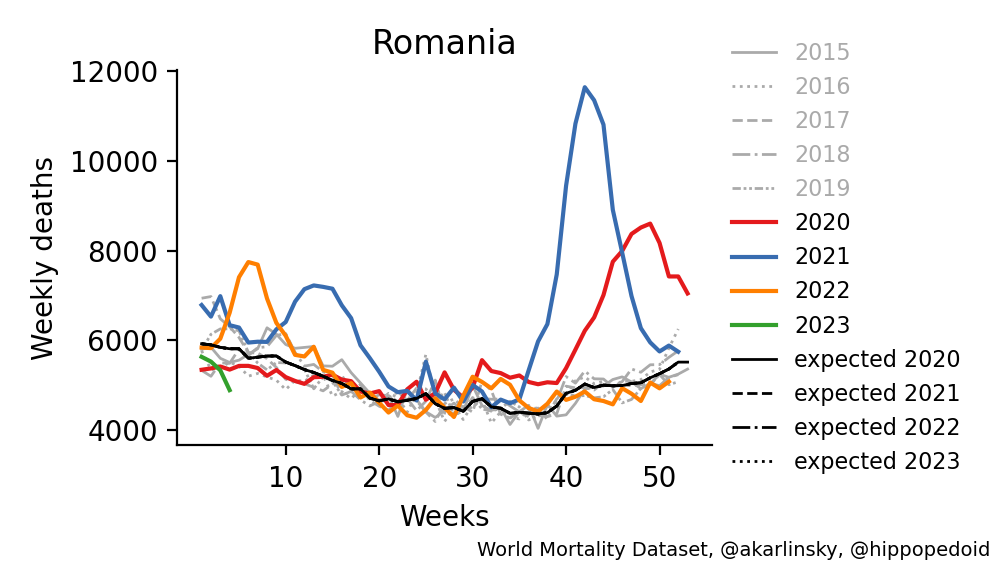 Romania
Weekly deaths
12000
10000
8000
6000
4000
10 20 30 40 50
Weeks
2015
2016
2017
2018
2019
2020
2021
2022
2023
expected 2020
expected 2021
expected 2022
expected 2023
World Mortality Dataset, @akarlinsky, @hippopedoid